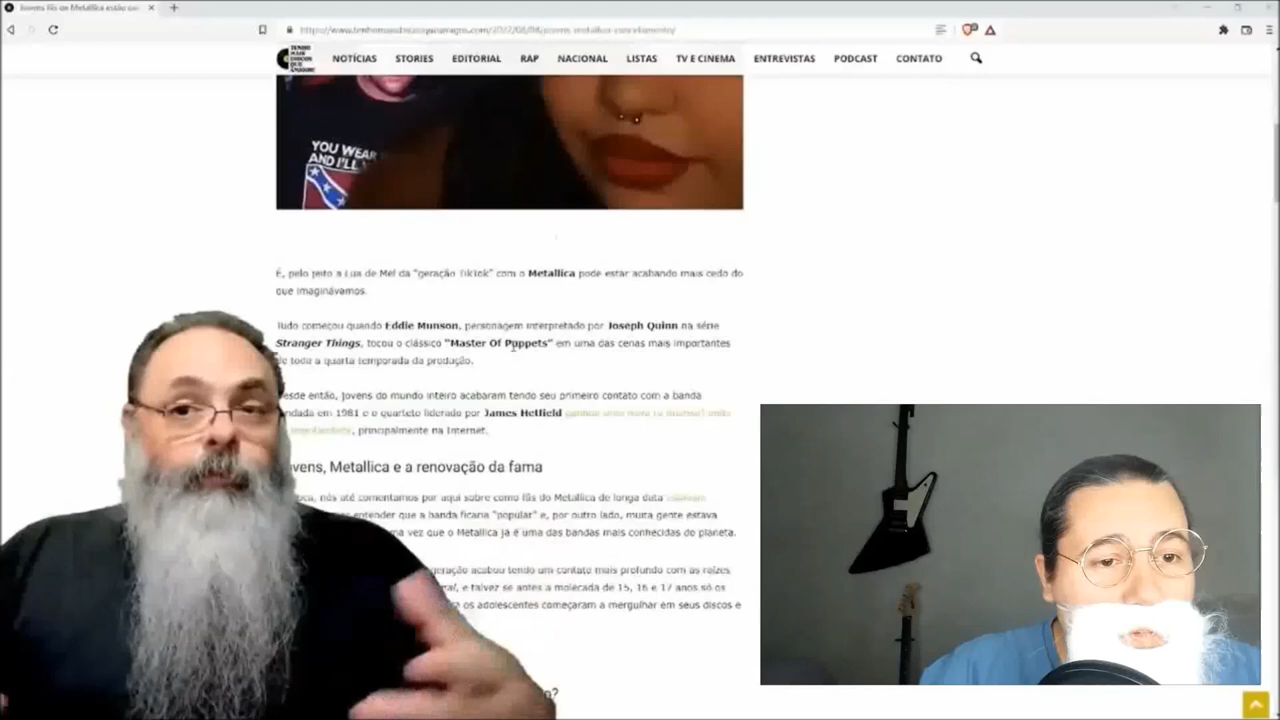 Jovens fãs de Metallica estão
NOTÍCIAS STORIES EDITORIAL RAP NACIONAL LISTAS TV E CINEMA ENTREVISTAS PODCAST CONTATO
YOU WEAR
AND I'LL
É, pelo jeito a Lua de Mel da "geração TikTok" com o Metallica pode estar acabando mais cedo do
que imaginávamos.
Tudo começou quando Eddie Munson, personagem interpretado por Joseph Quinn na série
Stranger Things, tocou o clássico "Master Of Puppets" em uma das cenas mais importantes
de toda a quarta temporada da produção.
esde então, jovens do mundo inteiro acabaram tendo seu primeiro contato com a banda
ndada em 1981 e o quarteto liderado por James Hetfield
, principalmente na Internet.
ovens, Metallica e a renovação da fama
oca, nós até comentamos por aqui sobre como fãs do Metallica de longa data
entender que a banda ficaria "popular" e, por outro lado, muita gente estava
ma vez que o Metallica já é uma das bandas mais conhecidas do planeta.
geração acabou tendo um contato mais profundo com as raízes
, e talvez se antes a molecada de 15, 16 e 17 anos só os
ra os adolescentes começaram a mergulhar em seus discos e
?